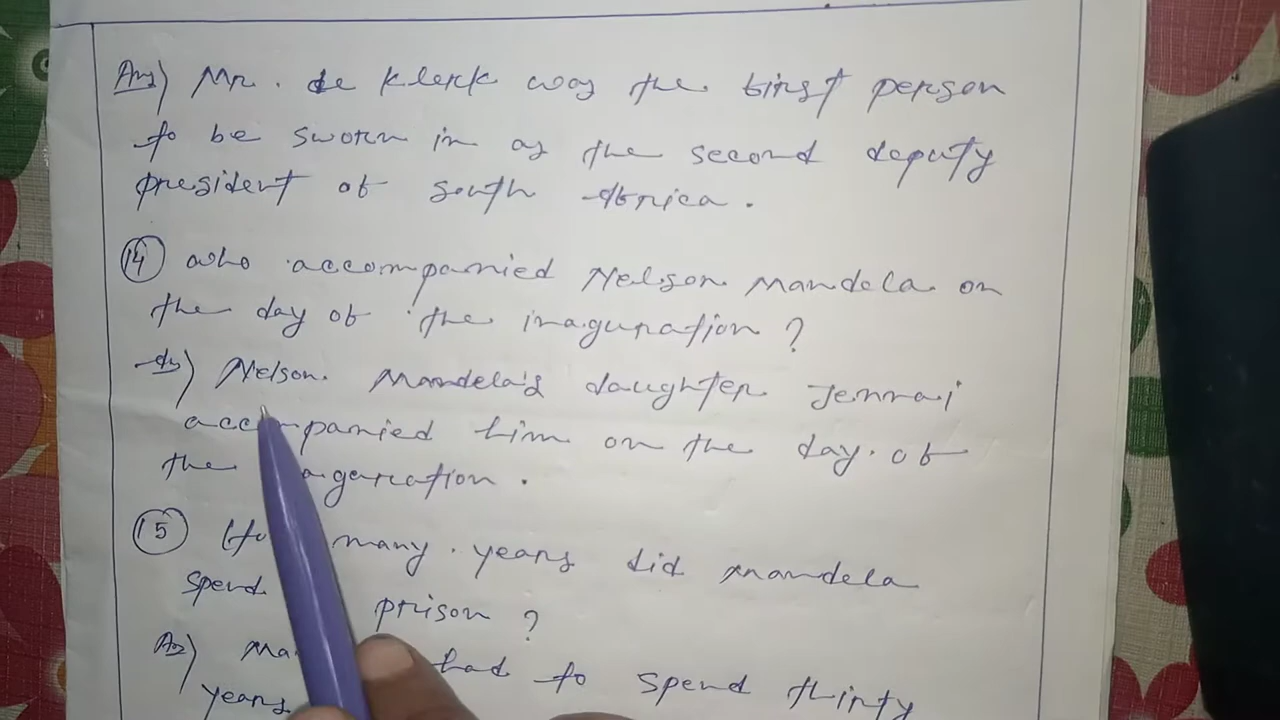 Ans) Mr. de Klerk was the first person
to be sworn in as the second deputy
president of south Africa.
(14) who accompanied Nelson Mandela on
the day of the inaguration?
Ans) Nelson Mandela's daughter Jennai
accompanied him on the day of
the
(15) many years did Mandela
spend prison?
Ans) had to spend thirty
years